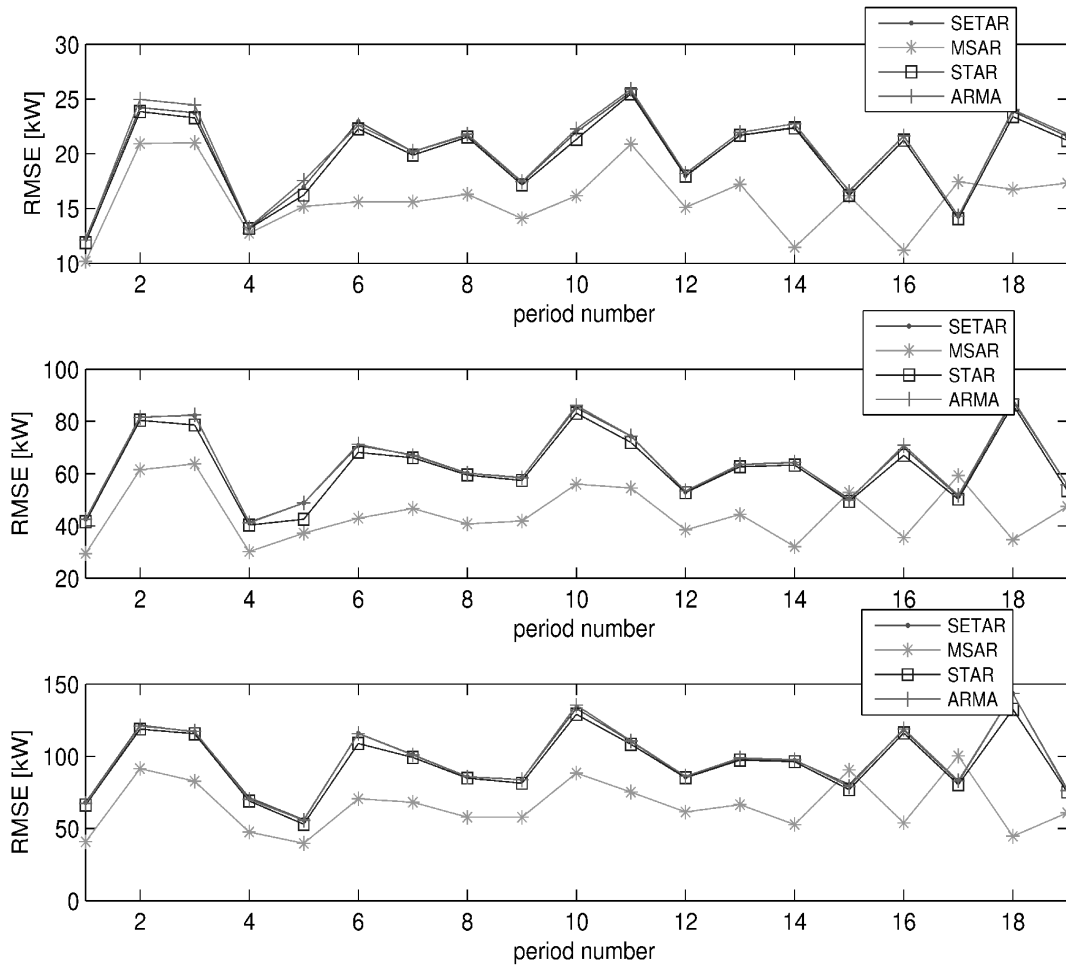 SETAR
MSAR
STAR
ARMA
30
25
20
15
10
RMSE [kW]
2 4 6 8 10 12 14 16 18
period number
SETAR
MSAR
STAR
ARMA
100
80
60
40
20
RMSE [kW]
2 4 6 8 10 12 14 16 18
period number
SETAR
MSAR
STAR
ARMA
150
100
50
0
RMSE [kW]
2 4 6 8 10 12 14 16 18
period number